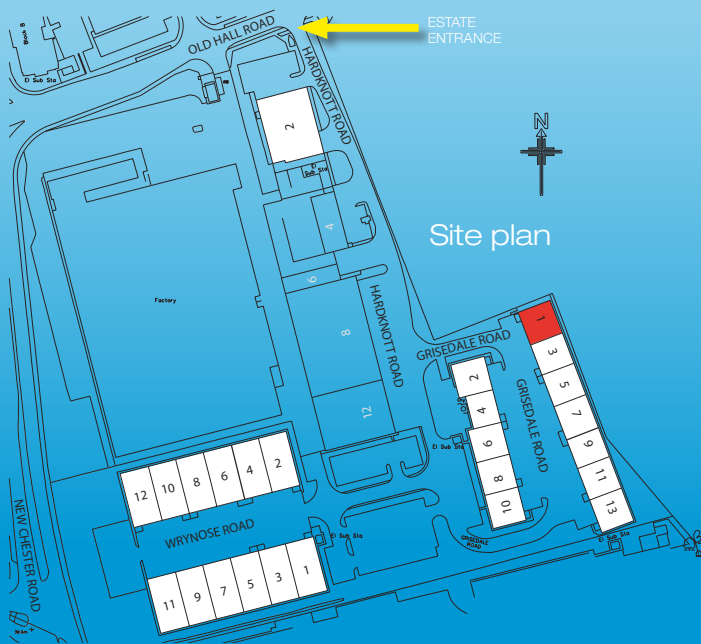 ESTATE
ENTRANCE
OLD HALL ROAD
Block B
El Sub Sta
HARDKNOTT ROAD
2
El
Sub Sta
N
Site plan
4
6
Factory
8
HARDKNOTT ROAD
12
GRISEDALE ROAD
1
3
5
7
9
11
13
GRISEDALE ROAD
2
4
6
8
10
El Sub Sta
El Sub Sta
GRISEDALE
ROAD
12
10
8
6
4
2
WRYNOSE ROAD
El Sub Sta
11
9
7
5
3
1
NEW CHESTER ROAD